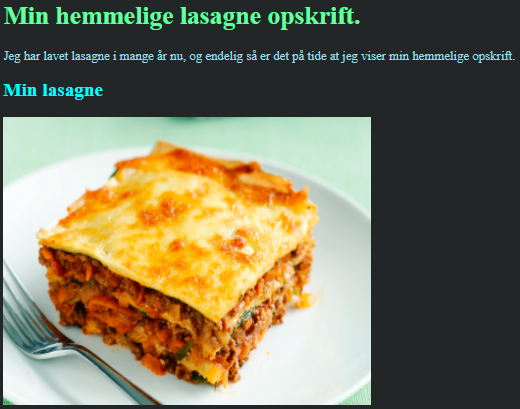 Min hemmelige lasagne opskrift.
Jeg har lavet lasagne i mange år nu, og endelig så er det på tide at jeg viser min hemmelige opskrift.
Min lasagne